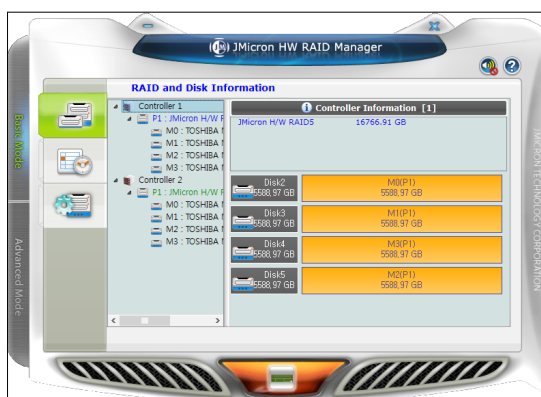 JMicron HW RAID Manager
RAID and Disk Information
Basic Mode
Advanced Mode
Controller 1
P1 : JMicron H/W F
M0 : TOSHIBA
M1 : TOSHIBA
M2 : TOSHIBA
M3 : TOSHIBA
Controller 2
P1 : JMicron H/W F
M0 : TOSHIBA
M1 : TOSHIBA
M2 : TOSHIBA
M3 : TOSHIBA
Controller Information [1]
JMicron H/W RAID5 16766.91 GB
Disk2 M0(P1)
5588,97 GB 5588,97 GB
Disk3 M1(P1)
5588,97 GB 5588,97 GB
Disk4 M3(P1)
5588,97 GB 5588,97 GB
Disk5 M2(P1)
5588,97 GB 5588,97 GB
JMICRON TECHNOLOGY CORPORATION